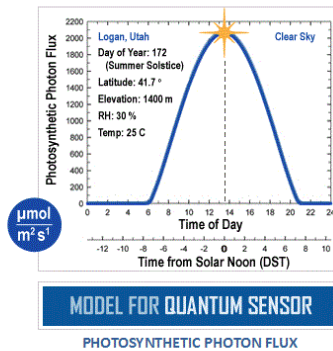 Photosynthetic Photon Flux
2200
2000
1800
1600
1400
1200
1000
800
600
400
200
0
Logan, Utah
Clear Sky
Day of Year: 172
(Summer Solstice)
Latitude: 41.7 °
Elevation: 1400 m
RH: 30 %
Temp: 25 C
µmol
m² s¹
0 2 4 6 8 10 12 13 14 16 18 20 22 24
Time of Day
-12 -10 -8 -6 -4 -2 0 2 4 6 8 10
Time from Solar Noon (DST)
MODEL FOR QUANTUM SENSOR
PHOTOSYNTHETIC PHOTON FLUX